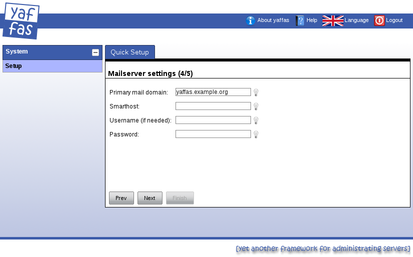 yaf
fas
About yaffas Help Language Logout
System
Setup
Quick Setup
Mailserver settings (4/5)
Primary mail domain: yaffas.example.org
Smarthost:
Username (if needed):
Password:
Prev Next Finish
[yet another framework for administrating servers]